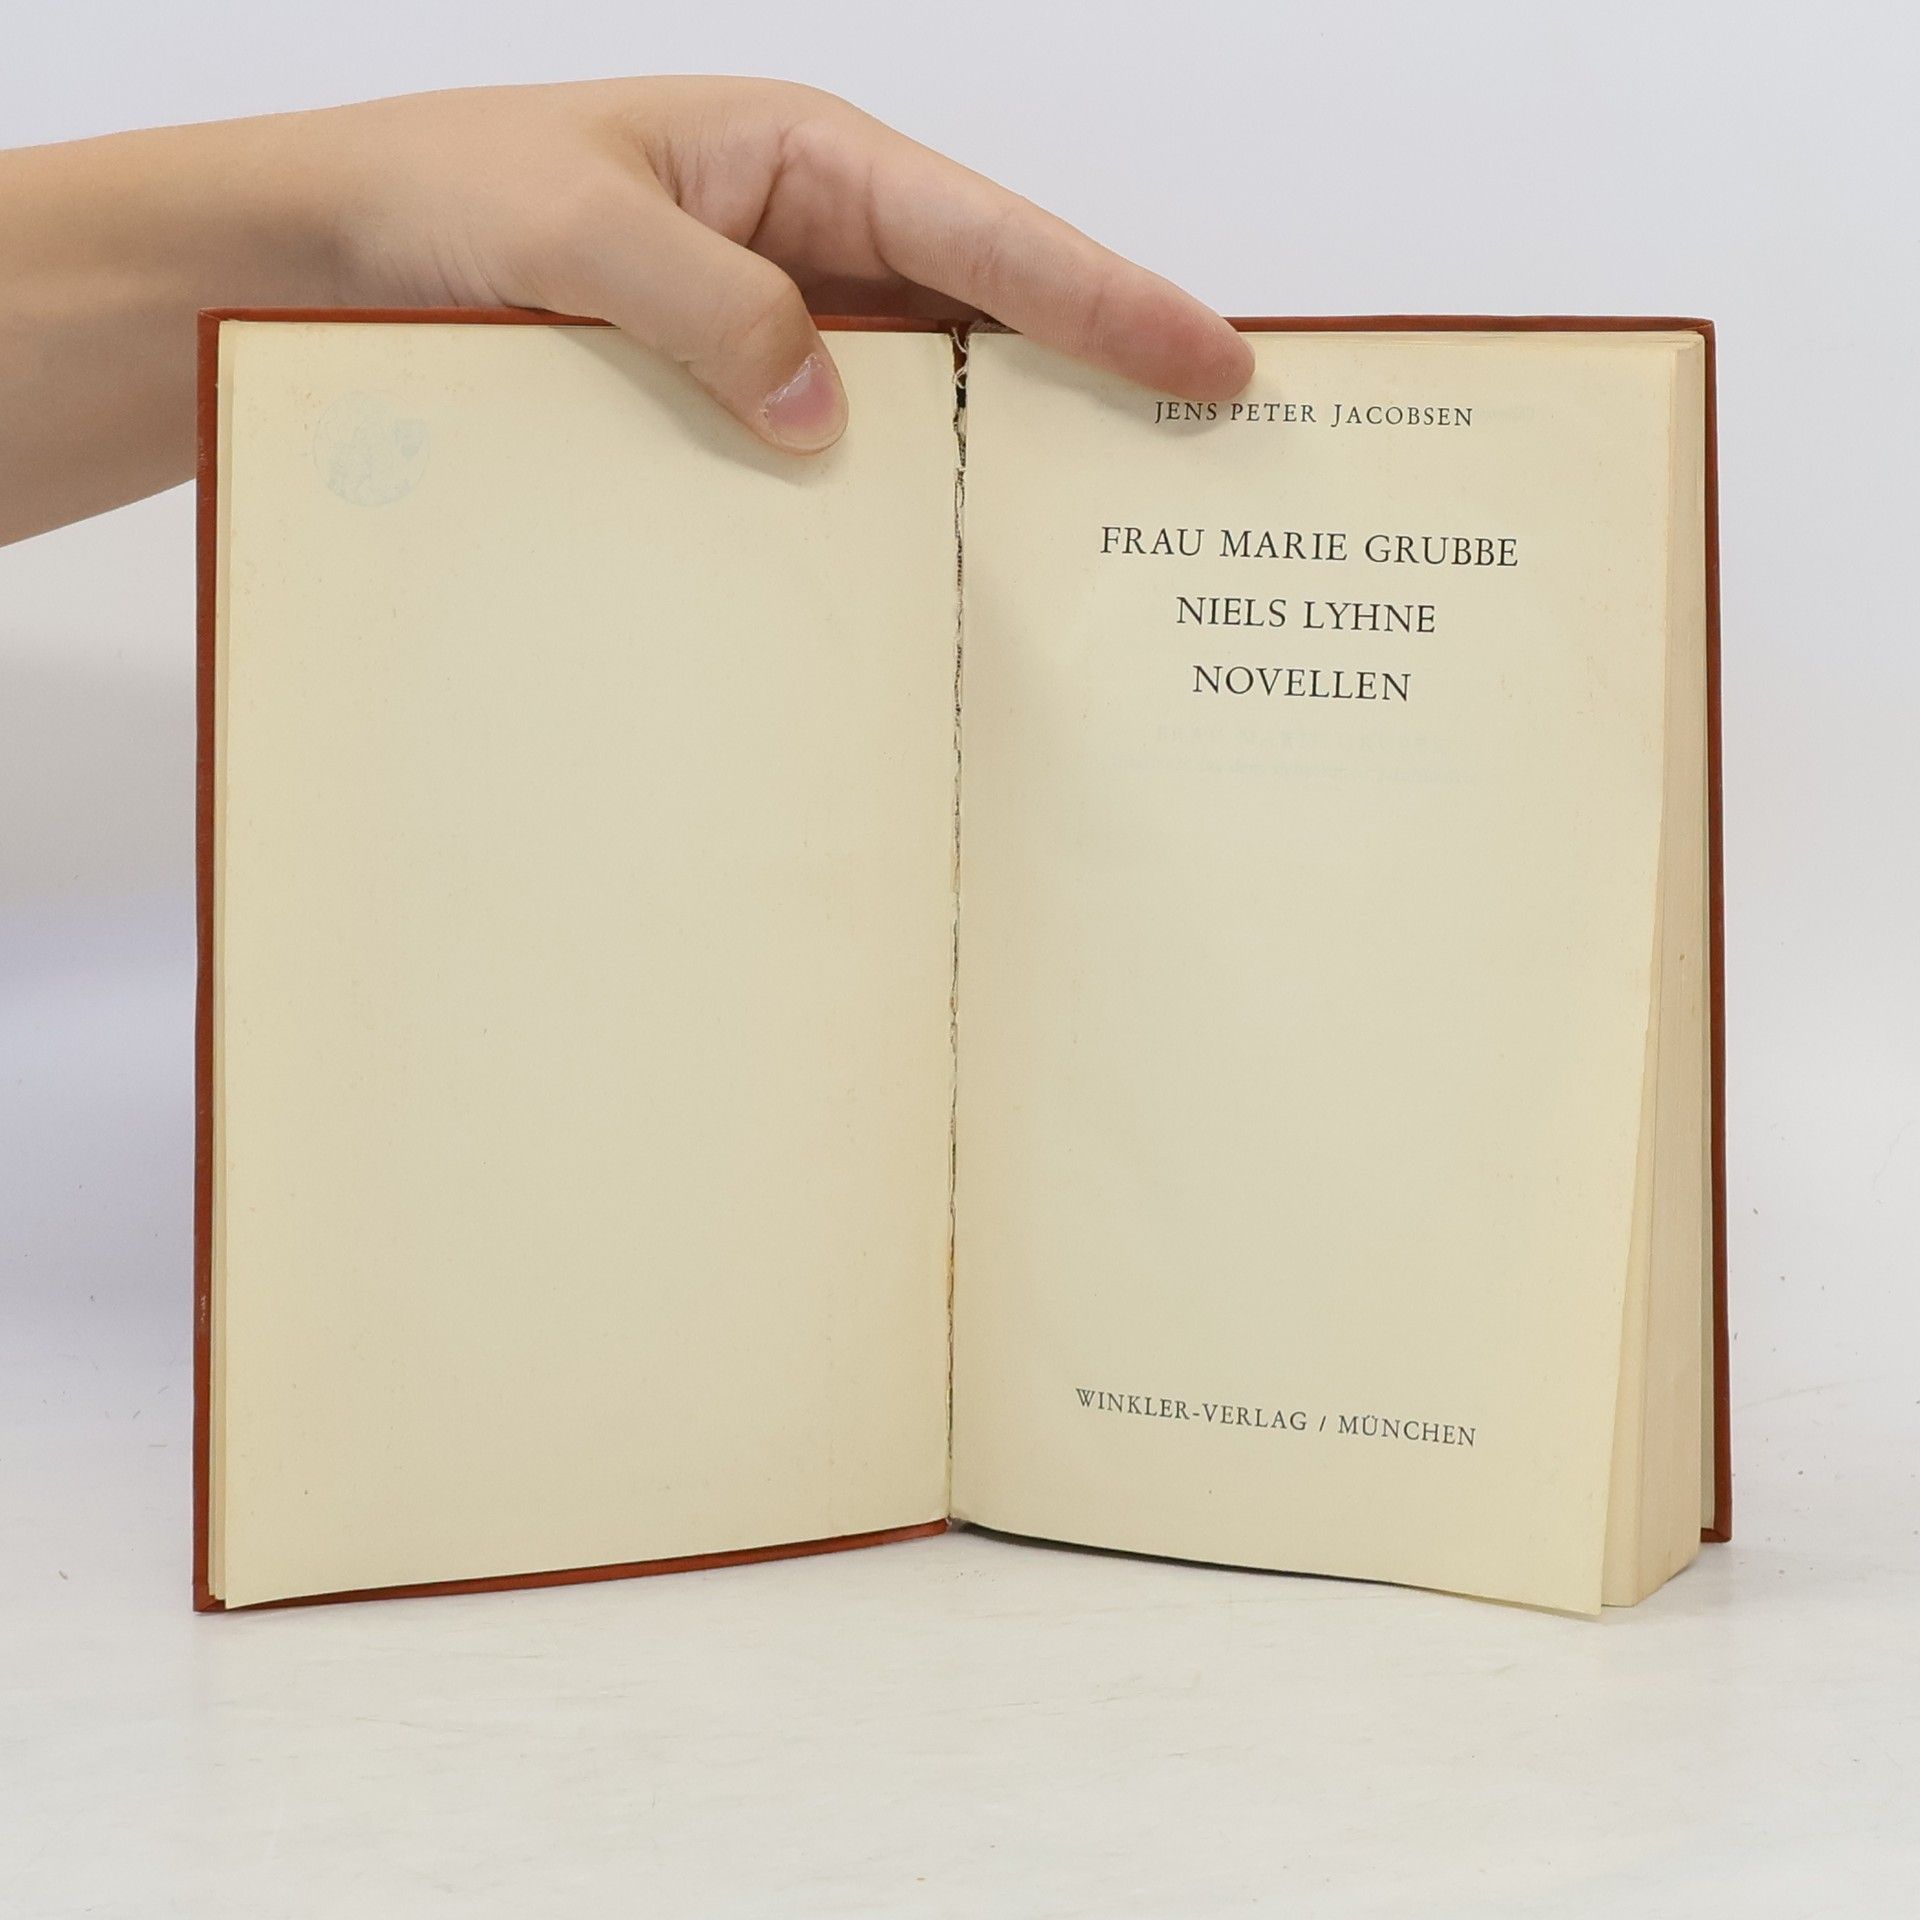 JENS PETER JACOBSEN
FRAU MARIE GRUBBE
NIELS LYHNE
NOVELLEN
WINKLER-VERLAG / MÜNCHEN